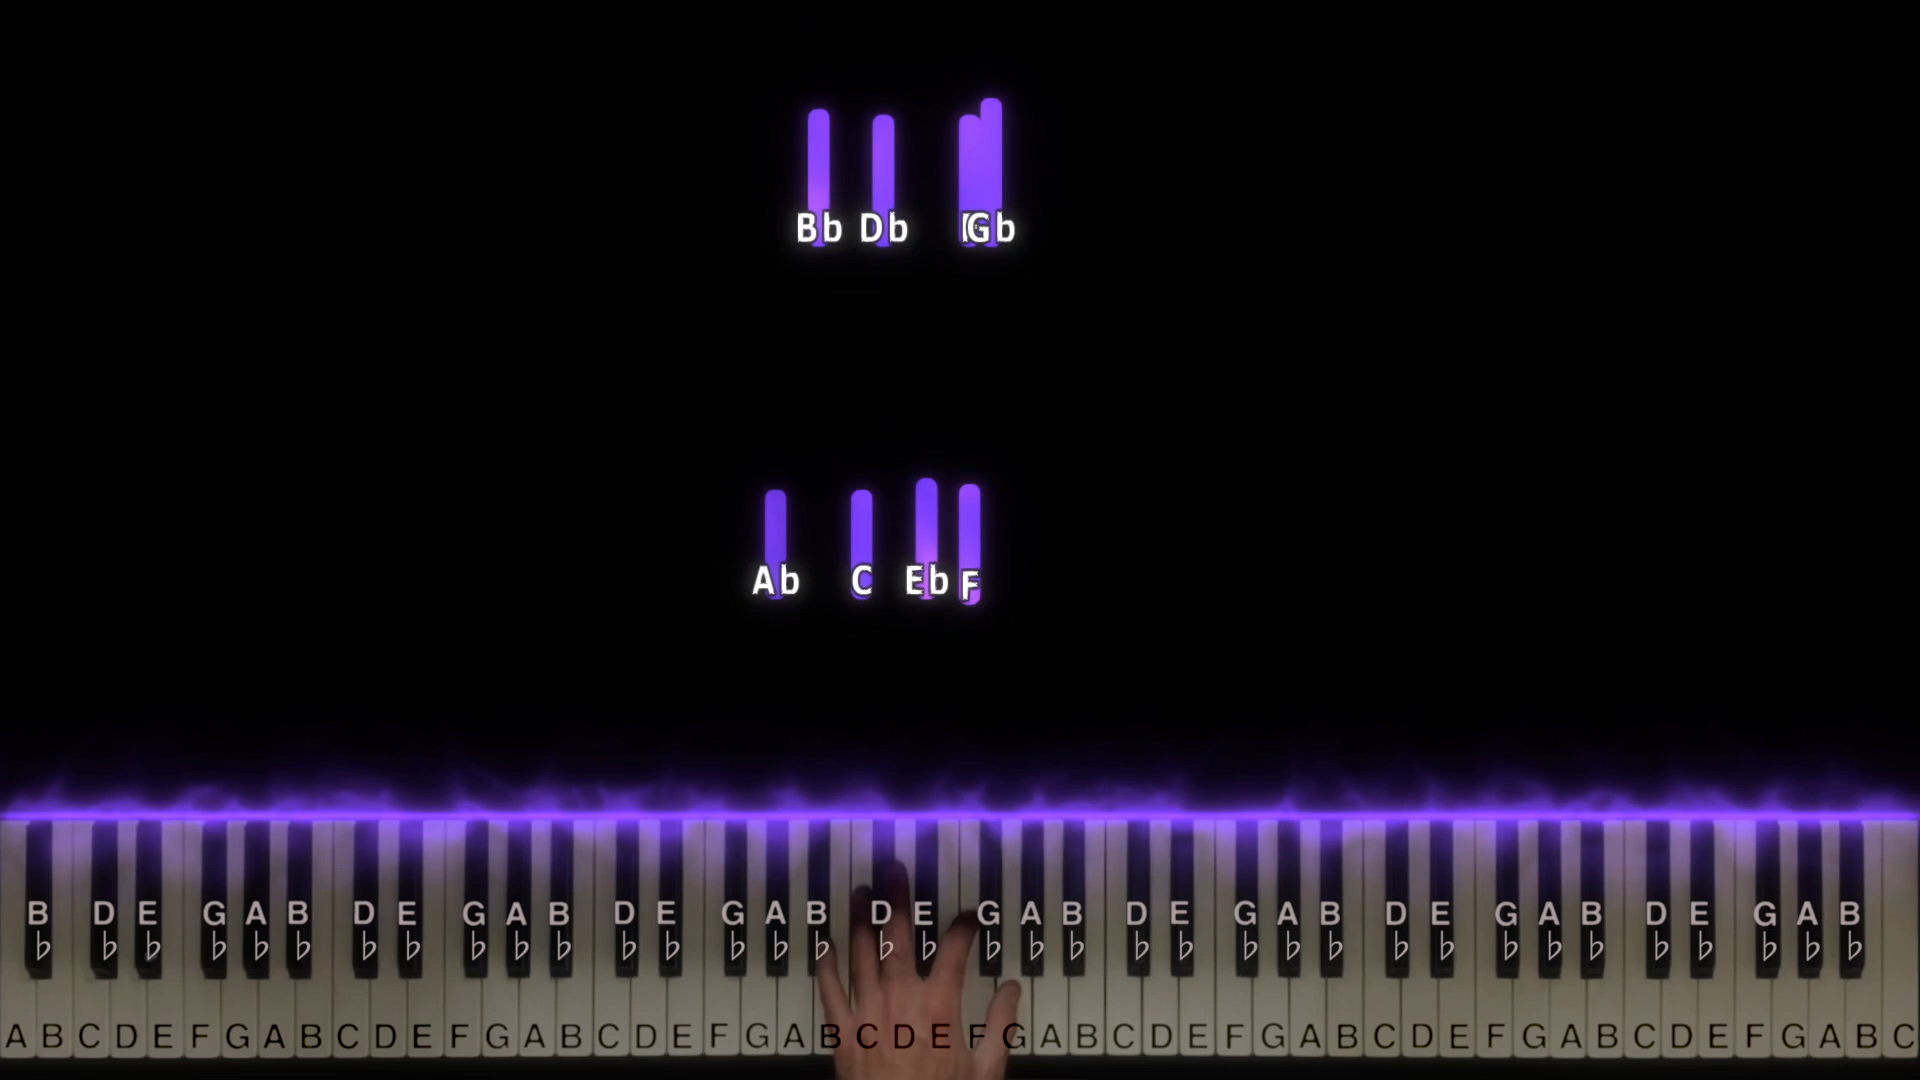 Bb Db Gb
Ab C Eb F
B D E G A B D E G A B D E G A B D E G A B D E G A B D E G A B D E G A B
♭ ♭ ♭ ♭ ♭ ♭ ♭ ♭ ♭ ♭ ♭ ♭ ♭ ♭ ♭ ♭ ♭ ♭ ♭ ♭ ♭ ♭ ♭ ♭ ♭ ♭ ♭ ♭ ♭ ♭ ♭ ♭ ♭ ♭ ♭ ♭
A B C D E F G A B C D E F G A B C D E F G A B C D E F G A B C D E F G A B C D E F G A B C D E F G A B C